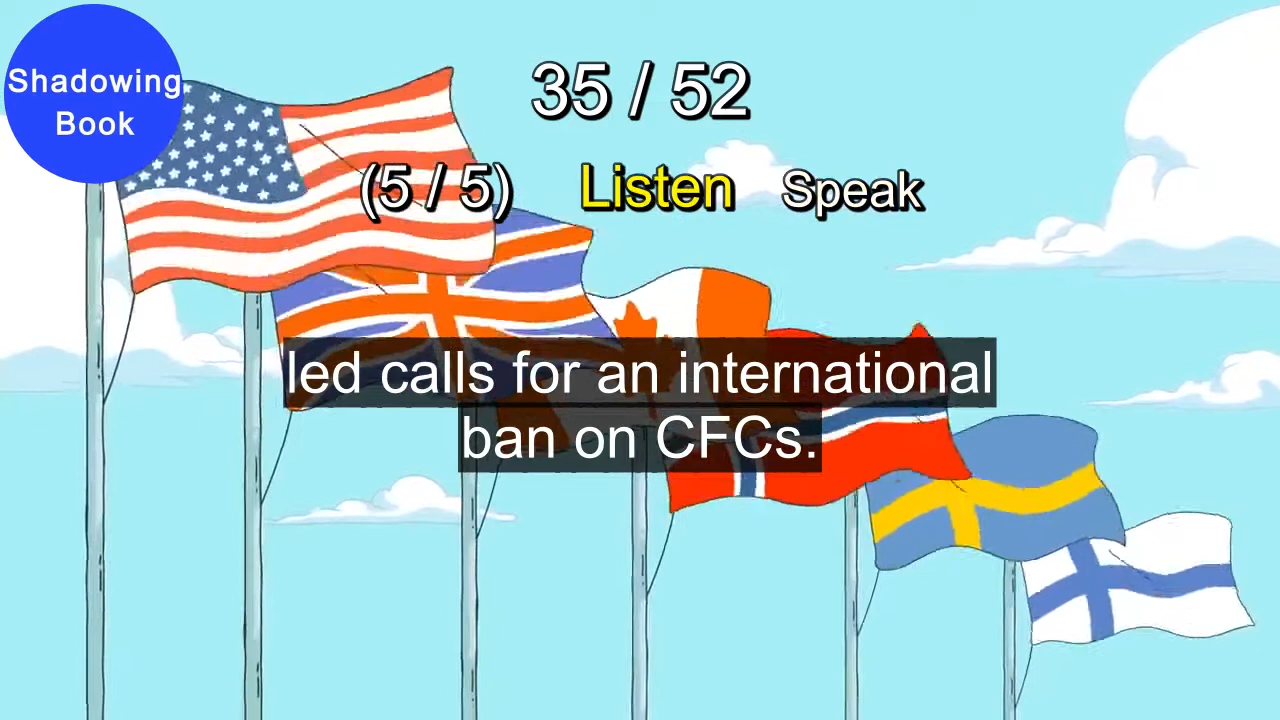 Shadowing
Book
35 / 52
(5 / 5) Listen Speak
led calls for an international
ban on CFCs.